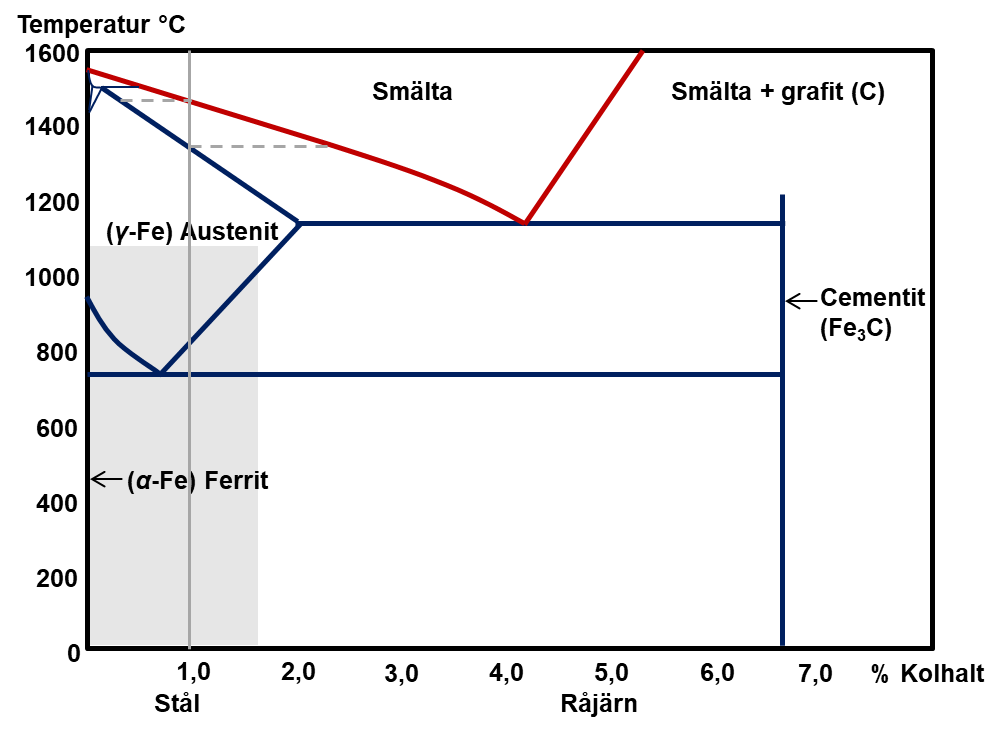 Temperatur °C
1600
Smälta
Smälta + grafit (C)
1400
1200
(γ-Fe) Austenit
1000
Cementit
(Fe₃C)
800
600
(α-Fe) Ferrit
400
200
0
1,0 2,0 3,0 4,0 5,0 6,0 7,0 % Kolhalt
Stål Råjärn